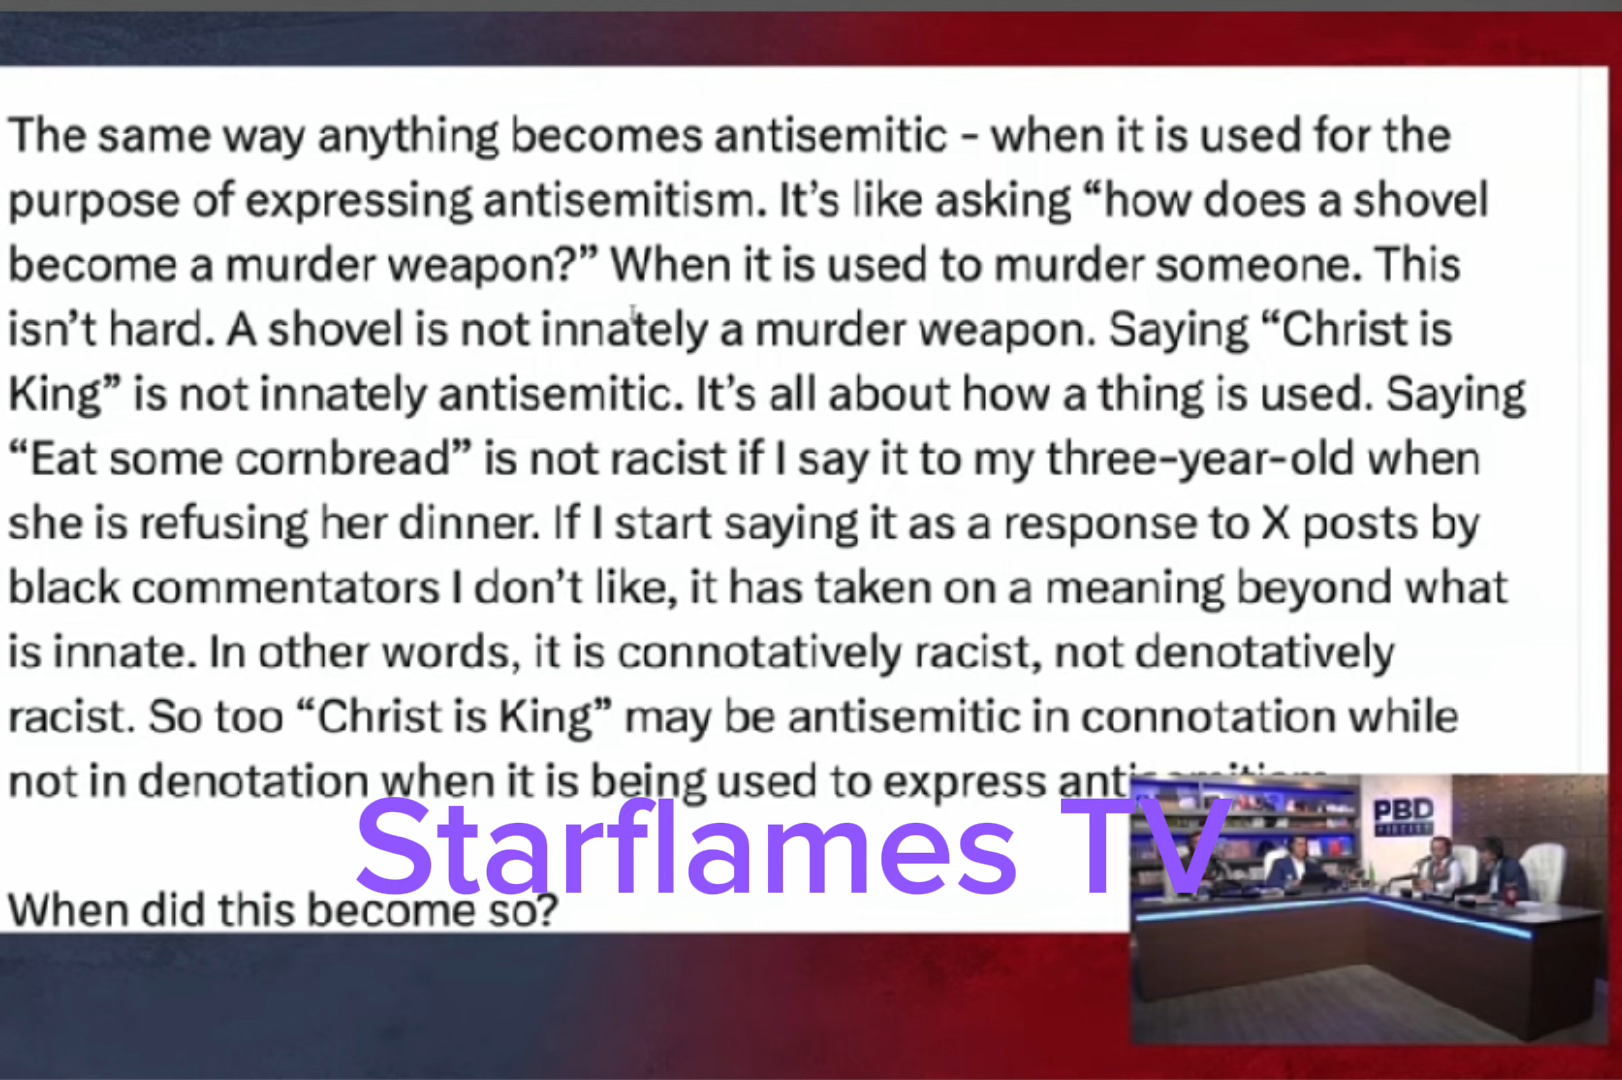 The same way anything becomes antisemitic - when it is used for the
purpose of expressing antisemitism. It’s like asking “how does a shovel
become a murder weapon?” When it is used to murder someone. This
isn’t hard. A shovel is not innately a murder weapon. Saying “Christ is
King” is not innately antisemitic. It’s all about how a thing is used. Saying
“Eat some cornbread” is not racist if I say it to my three-year-old when
she is refusing her dinner. If I start saying it as a response to X posts by
black commentators I don’t like, it has taken on a meaning beyond what
is innate. In other words, it is connotatively racist, not denotatively
racist. So too “Christ is King” may be antisemitic in connotation while
not in denotation when it is being used to express
Starflames TV
PBD
When did this become so?